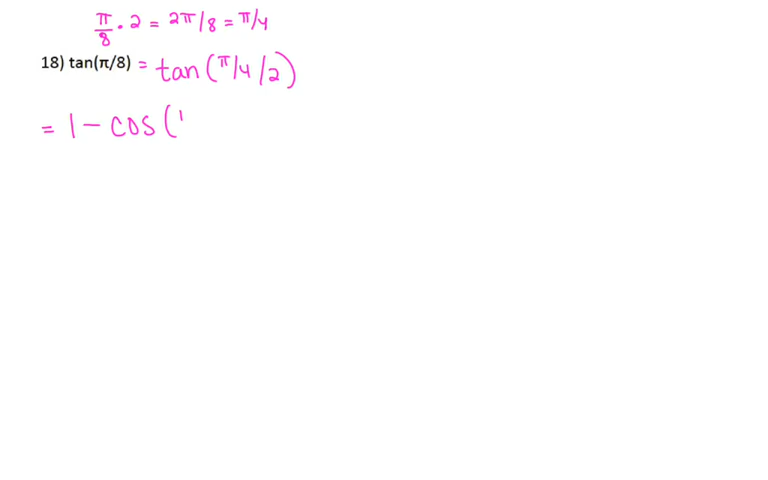 π/8 · 2 = 2π/8 = π/4
18) tan(π/8) = tan(π/4/2)
= 1 - cos(